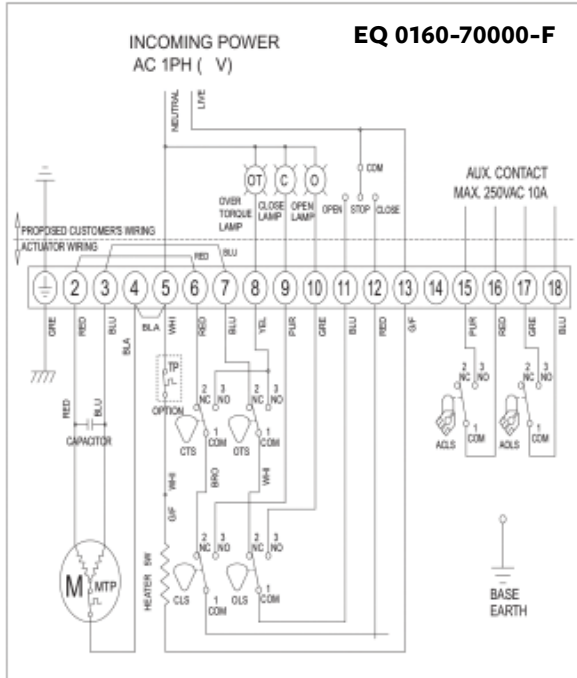 EQ 0160-70000-F
INCOMING POWER
AC 1PH ( V)
NEUTRAL
LIVE
OT
C
O
COM
OVER
TORQUE
LAMP
CLOSE
LAMP
OPEN
LAMP
OPEN
STOP
CLOSE
AUX. CONTACT
MAX. 250VAC 10A
PROPOSED CUSTOMER'S WIRING
ACTUATOR WIRING
RED
BLU
2 3 4 5 6 7 8 9 10 11 12 13 14 15 16 17 18
GRE
RED
BLU
BLA
BLA
WHI
RED
BLU
YEL
PUR
GRE
BLU
RED
G/F
PUR
RED
GRE
BLU
TP
OPTION
RED
BLU
CAPACITOR
2
NC
3
NO
1
COM
CTS
2
NC
3
NO
1
COM
OTS
2
NC
3
NO
1
COM
ACLS
2
NC
3
NO
1
COM
AOLS
WHI
G/F
BRO
WHI
HEATER 5W
2
NC
3
NO
1
COM
CLS
2
NC
3
NO
1
COM
OLS
M
MTP
BASE
EARTH